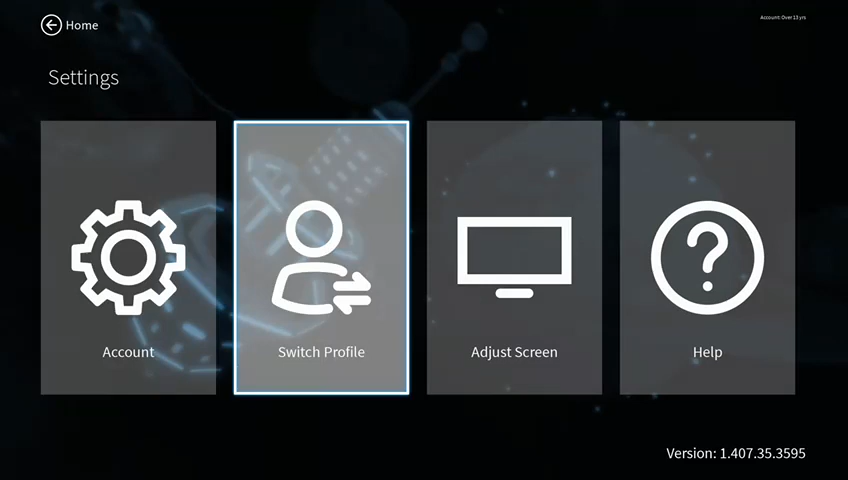 Home
Account: Over 13 yrs
Settings
Account
Switch Profile
Adjust Screen
Help
Version: 1.407.35.3595